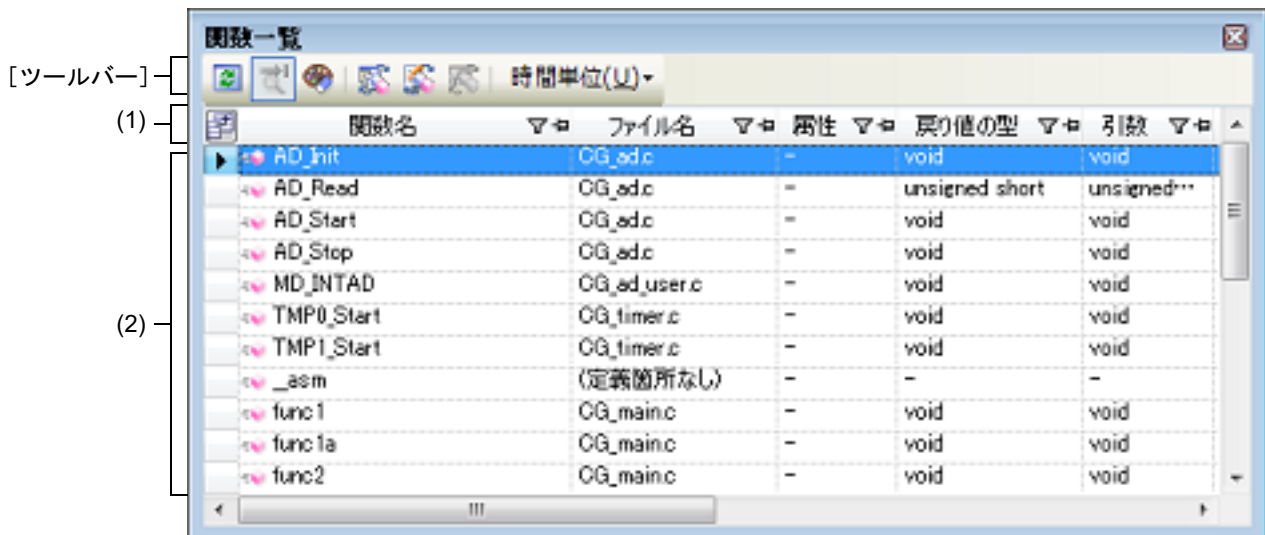 関数一覧
[ツールバー] 時間単位(U)
(1) 関数名 ファイル名 属性 戻り値の型 引数
AD_Init CG_ad.c - void void
AD_Read CG_ad.c - unsigned short unsigned…
AD_Start CG_ad.c - void void
AD_Stop CG_ad.c - void void
MD_INTAD CG_ad_user.c - void void
(2) TMP0_Start CG_timer.c - void void
TMP1_Start CG_timer.c - void void
_asm (定義箇所なし) - - -
func1 CG_main.c - void void
func1a CG_main.c - void void
func2 CG_main.c - void void